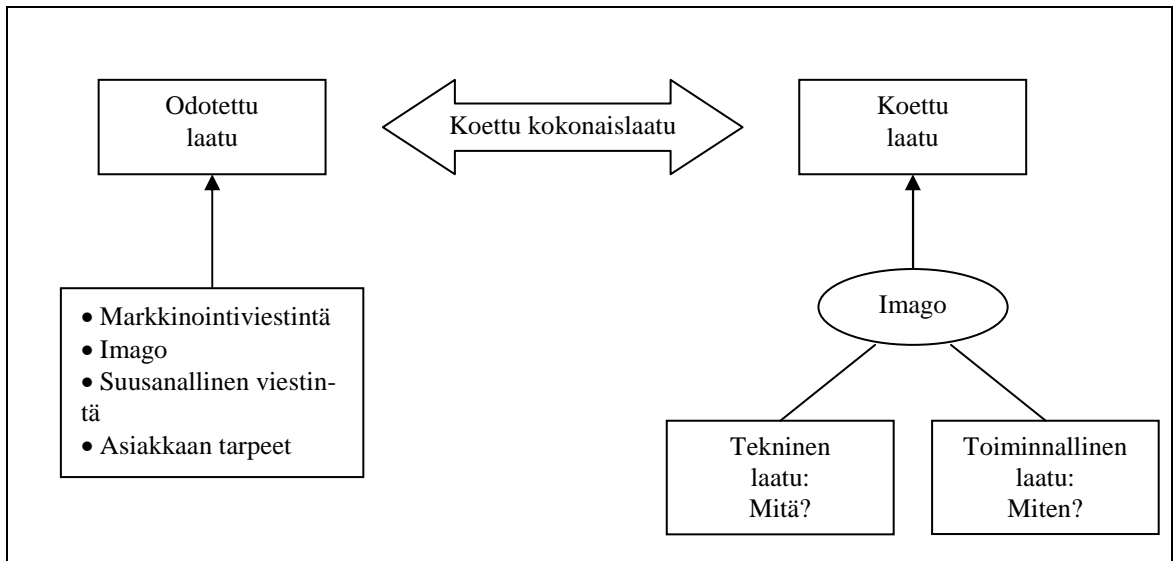 Odotettu
laatu
Koettu kokonaislaatu
Koettu
laatu
• Markkinointiviestintä
• Imago
• Suusanallinen viestin-
tä
• Asiakkaan tarpeet
Imago
Tekninen
laatu:
Mitä?
Toiminnallinen
laatu:
Miten?